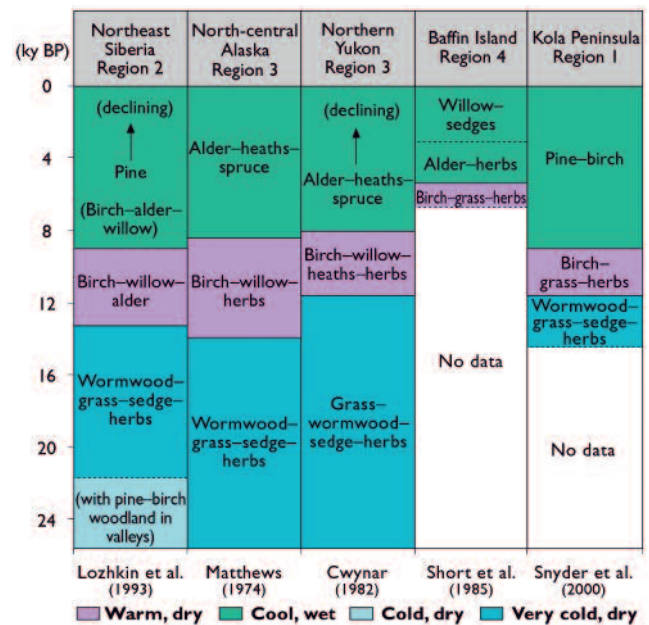 (ky BP)
Northeast
Siberia
Region 2
North-central
Alaska
Region 3
Northern
Yukon
Region 3
Baffin Island
Region 4
Kola Peninsula
Region 1
0
4
8
12
16
20
24
(declining)
Pine
(Birch–alder–
willow)
Birch–willow–
alder
Wormwood–
grass–sedge–
herbs
(with pine–birch
woodland in
valleys)
Alder–heaths–
spruce
Birch–willow–
herbs
Wormwood–
grass–sedge–
herbs
(declining)
Alder–heaths–
spruce
Birch–willow–
heaths–herbs
Grass–
wormwood–
sedge–herbs
Willow–
sedges
Alder–herbs
Birch–grass–herbs
No data
Pine–birch
Birch–
grass–herbs
Wormwood–
grass–sedge–
herbs
No data
Lozhkin et al.
(1993)
Matthews
(1974)
Cwynar
(1982)
Short et al.
(1985)
Snyder et al.
(2000)
Warm, dry
Cool, wet
Cold, dry
Very cold, dry